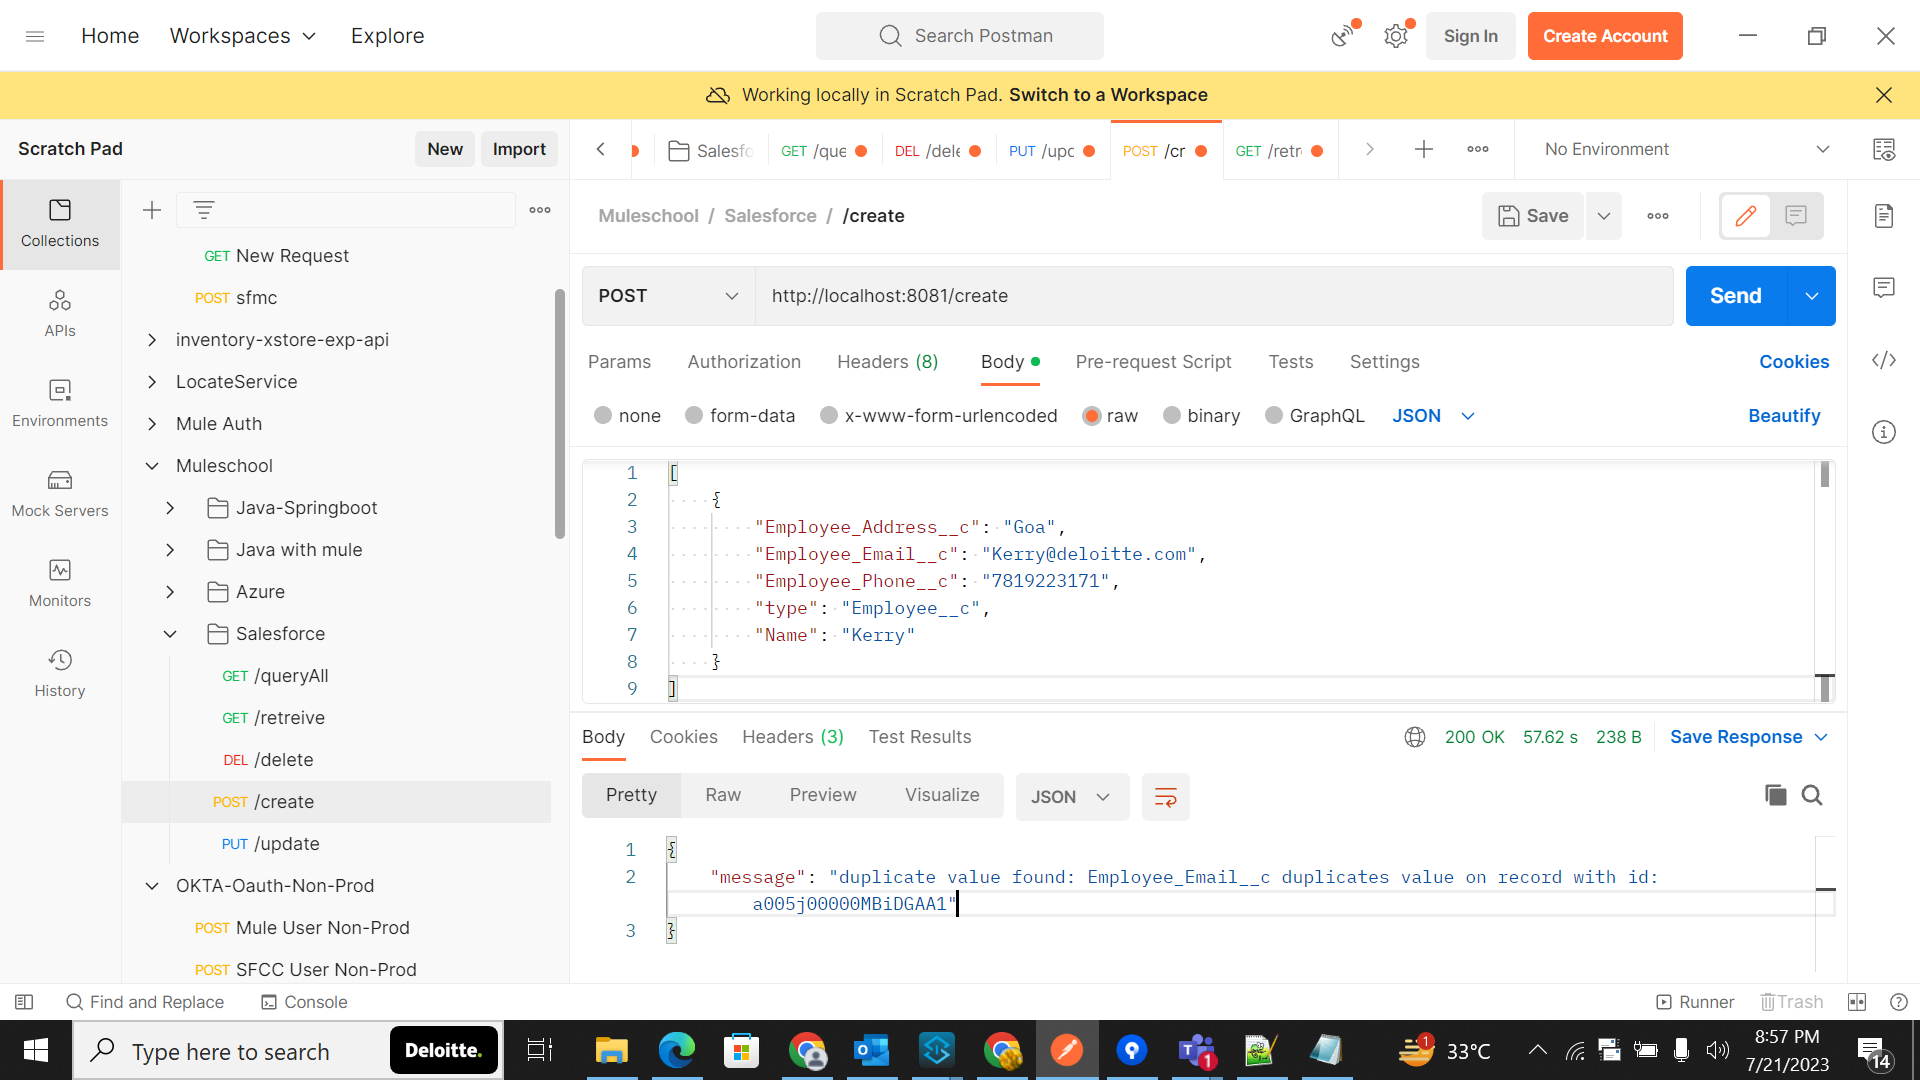 Home Workspaces Explore
Search Postman
Sign In Create Account
Working locally in Scratch Pad. Switch to a Workspace
Scratch Pad New Import
Salesfo GET /que DEL /dele PUT /upd POST /cr GET /retr
No Environment
Collections
APIs
Environments
Mock Servers
Monitors
History
GET New Request
POST sfmc
inventory-xstore-exp-api
LocateService
Mule Auth
Muleschool
Java-Springboot
Java with mule
Azure
Salesforce
GET /queryAll
GET /retreive
DEL /delete
POST /create
PUT /update
OKTA-Oauth-Non-Prod
POST Mule User Non-Prod
POST SFCC User Non-Prod
Muleschool / Salesforce / /create
Save
POST http://localhost:8081/create Send
Params Authorization Headers (8) Body Pre-request Script Tests Settings Cookies
none form-data x-www-form-urlencoded raw binary GraphQL JSON Beautify
1 [
2 {
3 "Employee_Address__c": "Goa",
4 "Employee_Email__c": "Kerry@deloitte.com",
5 "Employee_Phone__c": "7819223171",
6 "type": "Employee__c",
7 "Name": "Kerry"
8 }
9 ]
Body Cookies Headers (3) Test Results 200 OK 57.62 s 238 B Save Response
Pretty Raw Preview Visualize JSON
1 {
2 "message": "duplicate value found: Employee_Email__c duplicates value on record with id:
a005j00000MBiDGAA1"
3 }
Find and Replace Console Runner Trash
Type here to search Deloitte. 1 1 33°C 8:57 PM
7/21/2023 14